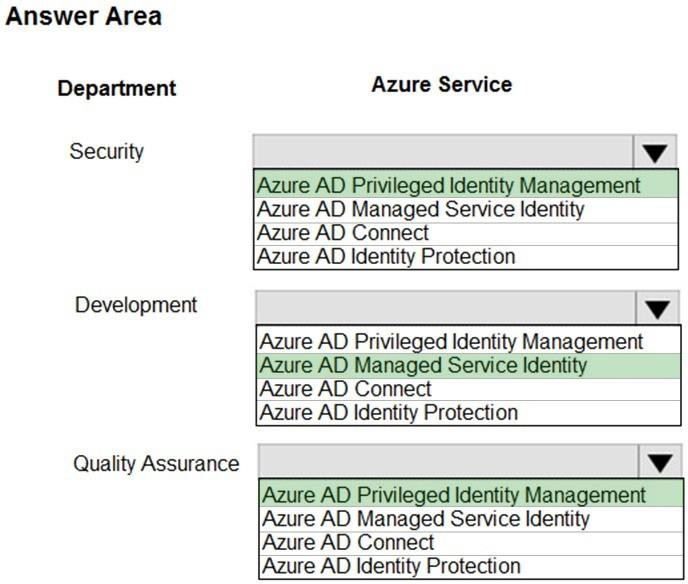 Answer Area
Department Azure Service
Security
Azure AD Privileged Identity Management
Azure AD Managed Service Identity
Azure AD Connect
Azure AD Identity Protection
Development
Azure AD Privileged Identity Management
Azure AD Managed Service Identity
Azure AD Connect
Azure AD Identity Protection
Quality Assurance
Azure AD Privileged Identity Management
Azure AD Managed Service Identity
Azure AD Connect
Azure AD Identity Protection